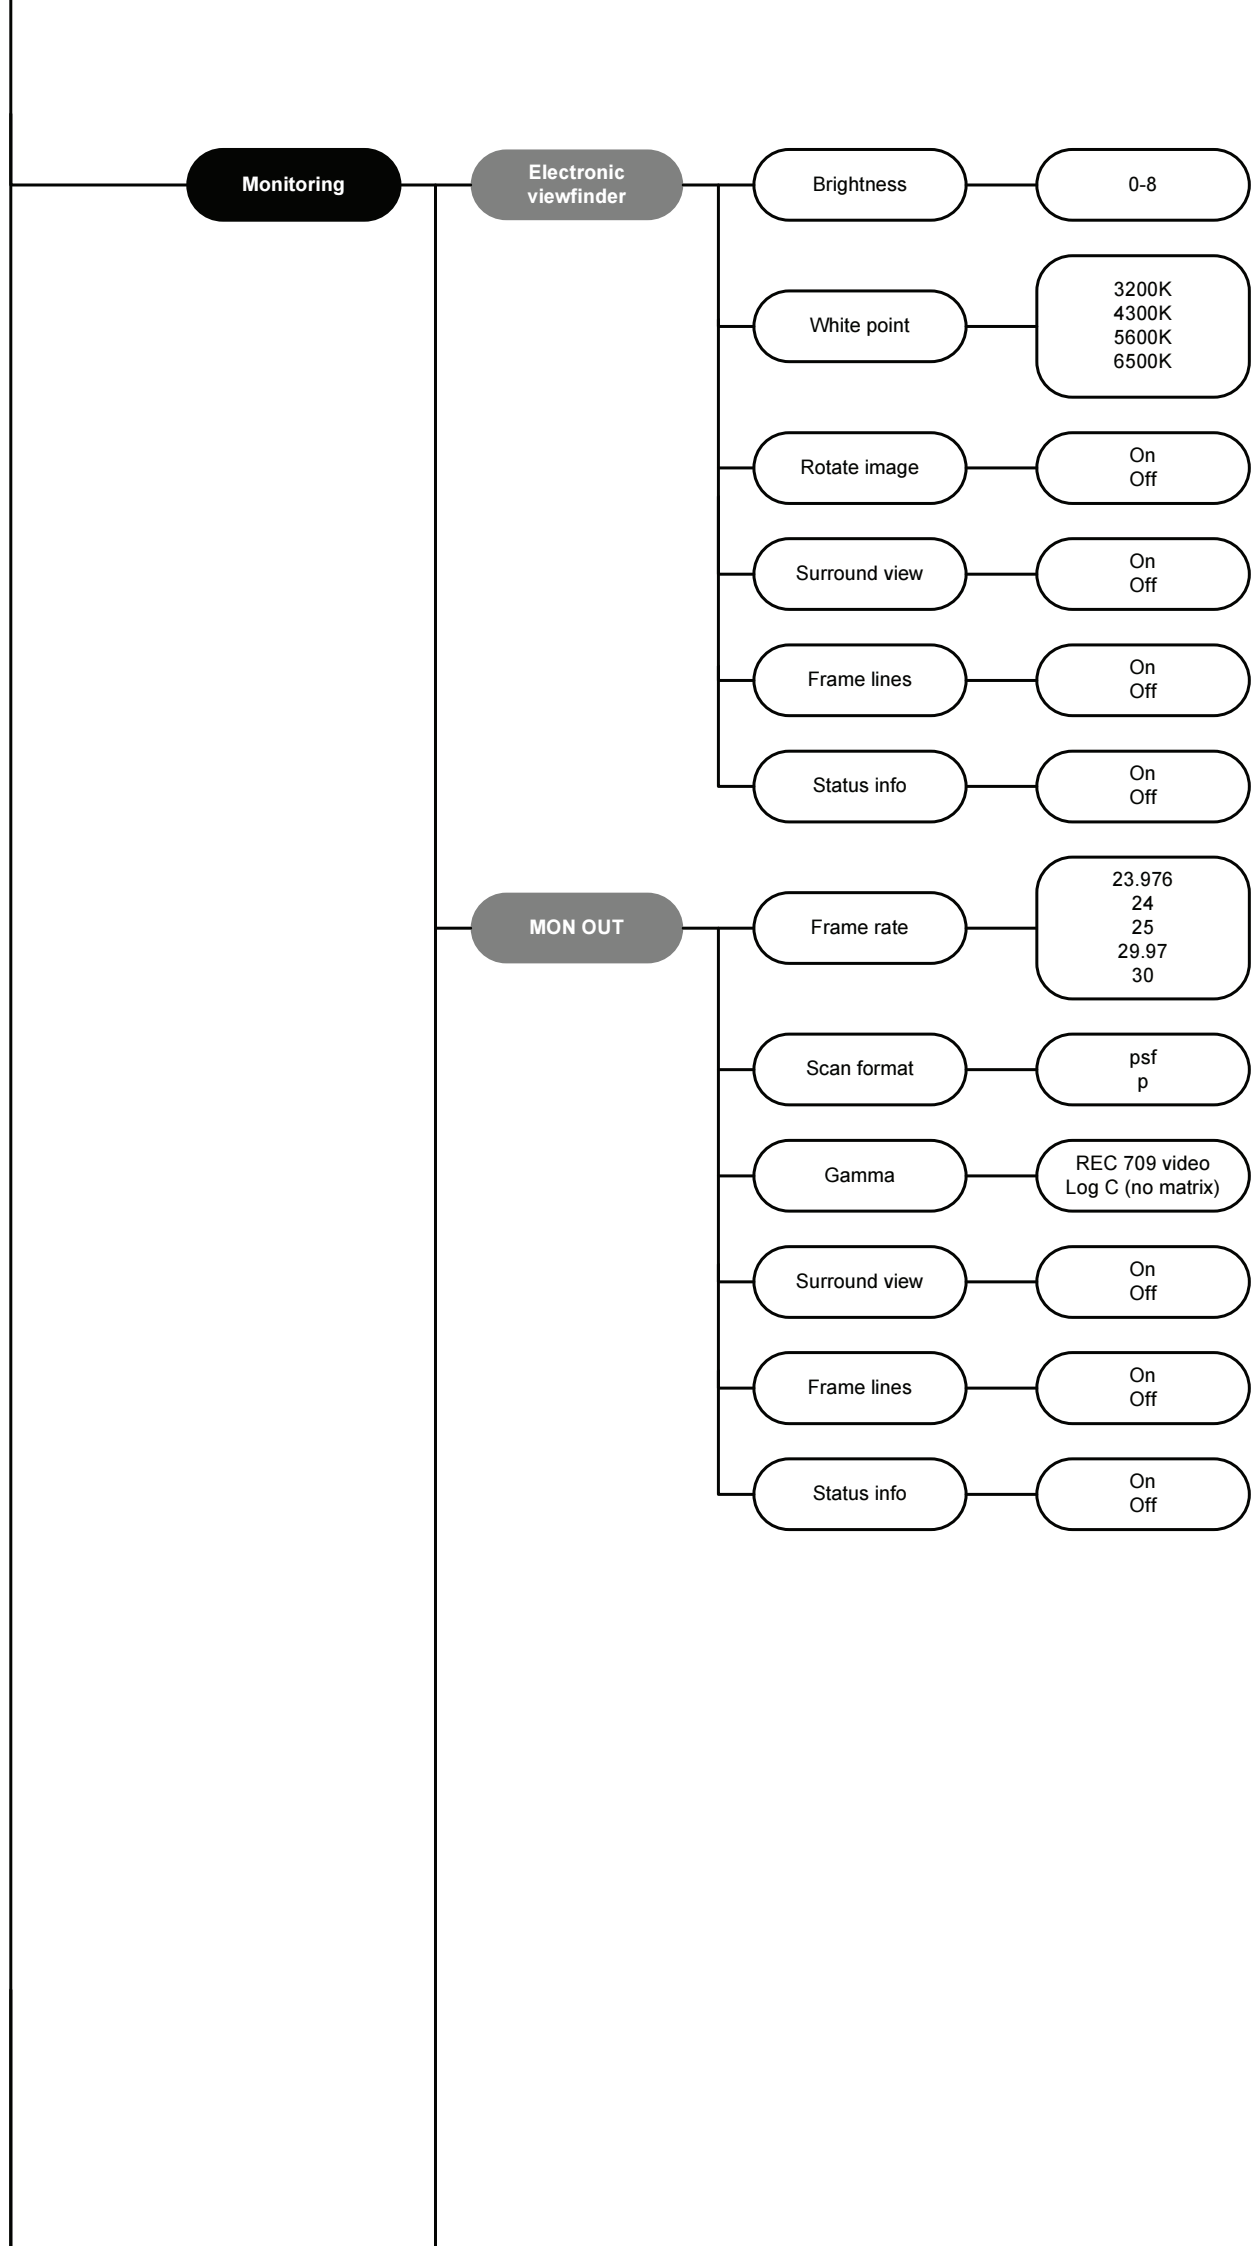 Monitoring
Electronic
viewfinder
Brightness
0-8
White point
3200K
4300K
5600K
6500K
Rotate image
On
Off
Surround view
On
Off
Frame lines
On
Off
Status info
On
Off
MON OUT
Frame rate
23.976
24
25
29.97
30
Scan format
psf
p
Gamma
REC 709 video
Log C (no matrix)
Surround view
On
Off
Frame lines
On
Off
Status info
On
Off